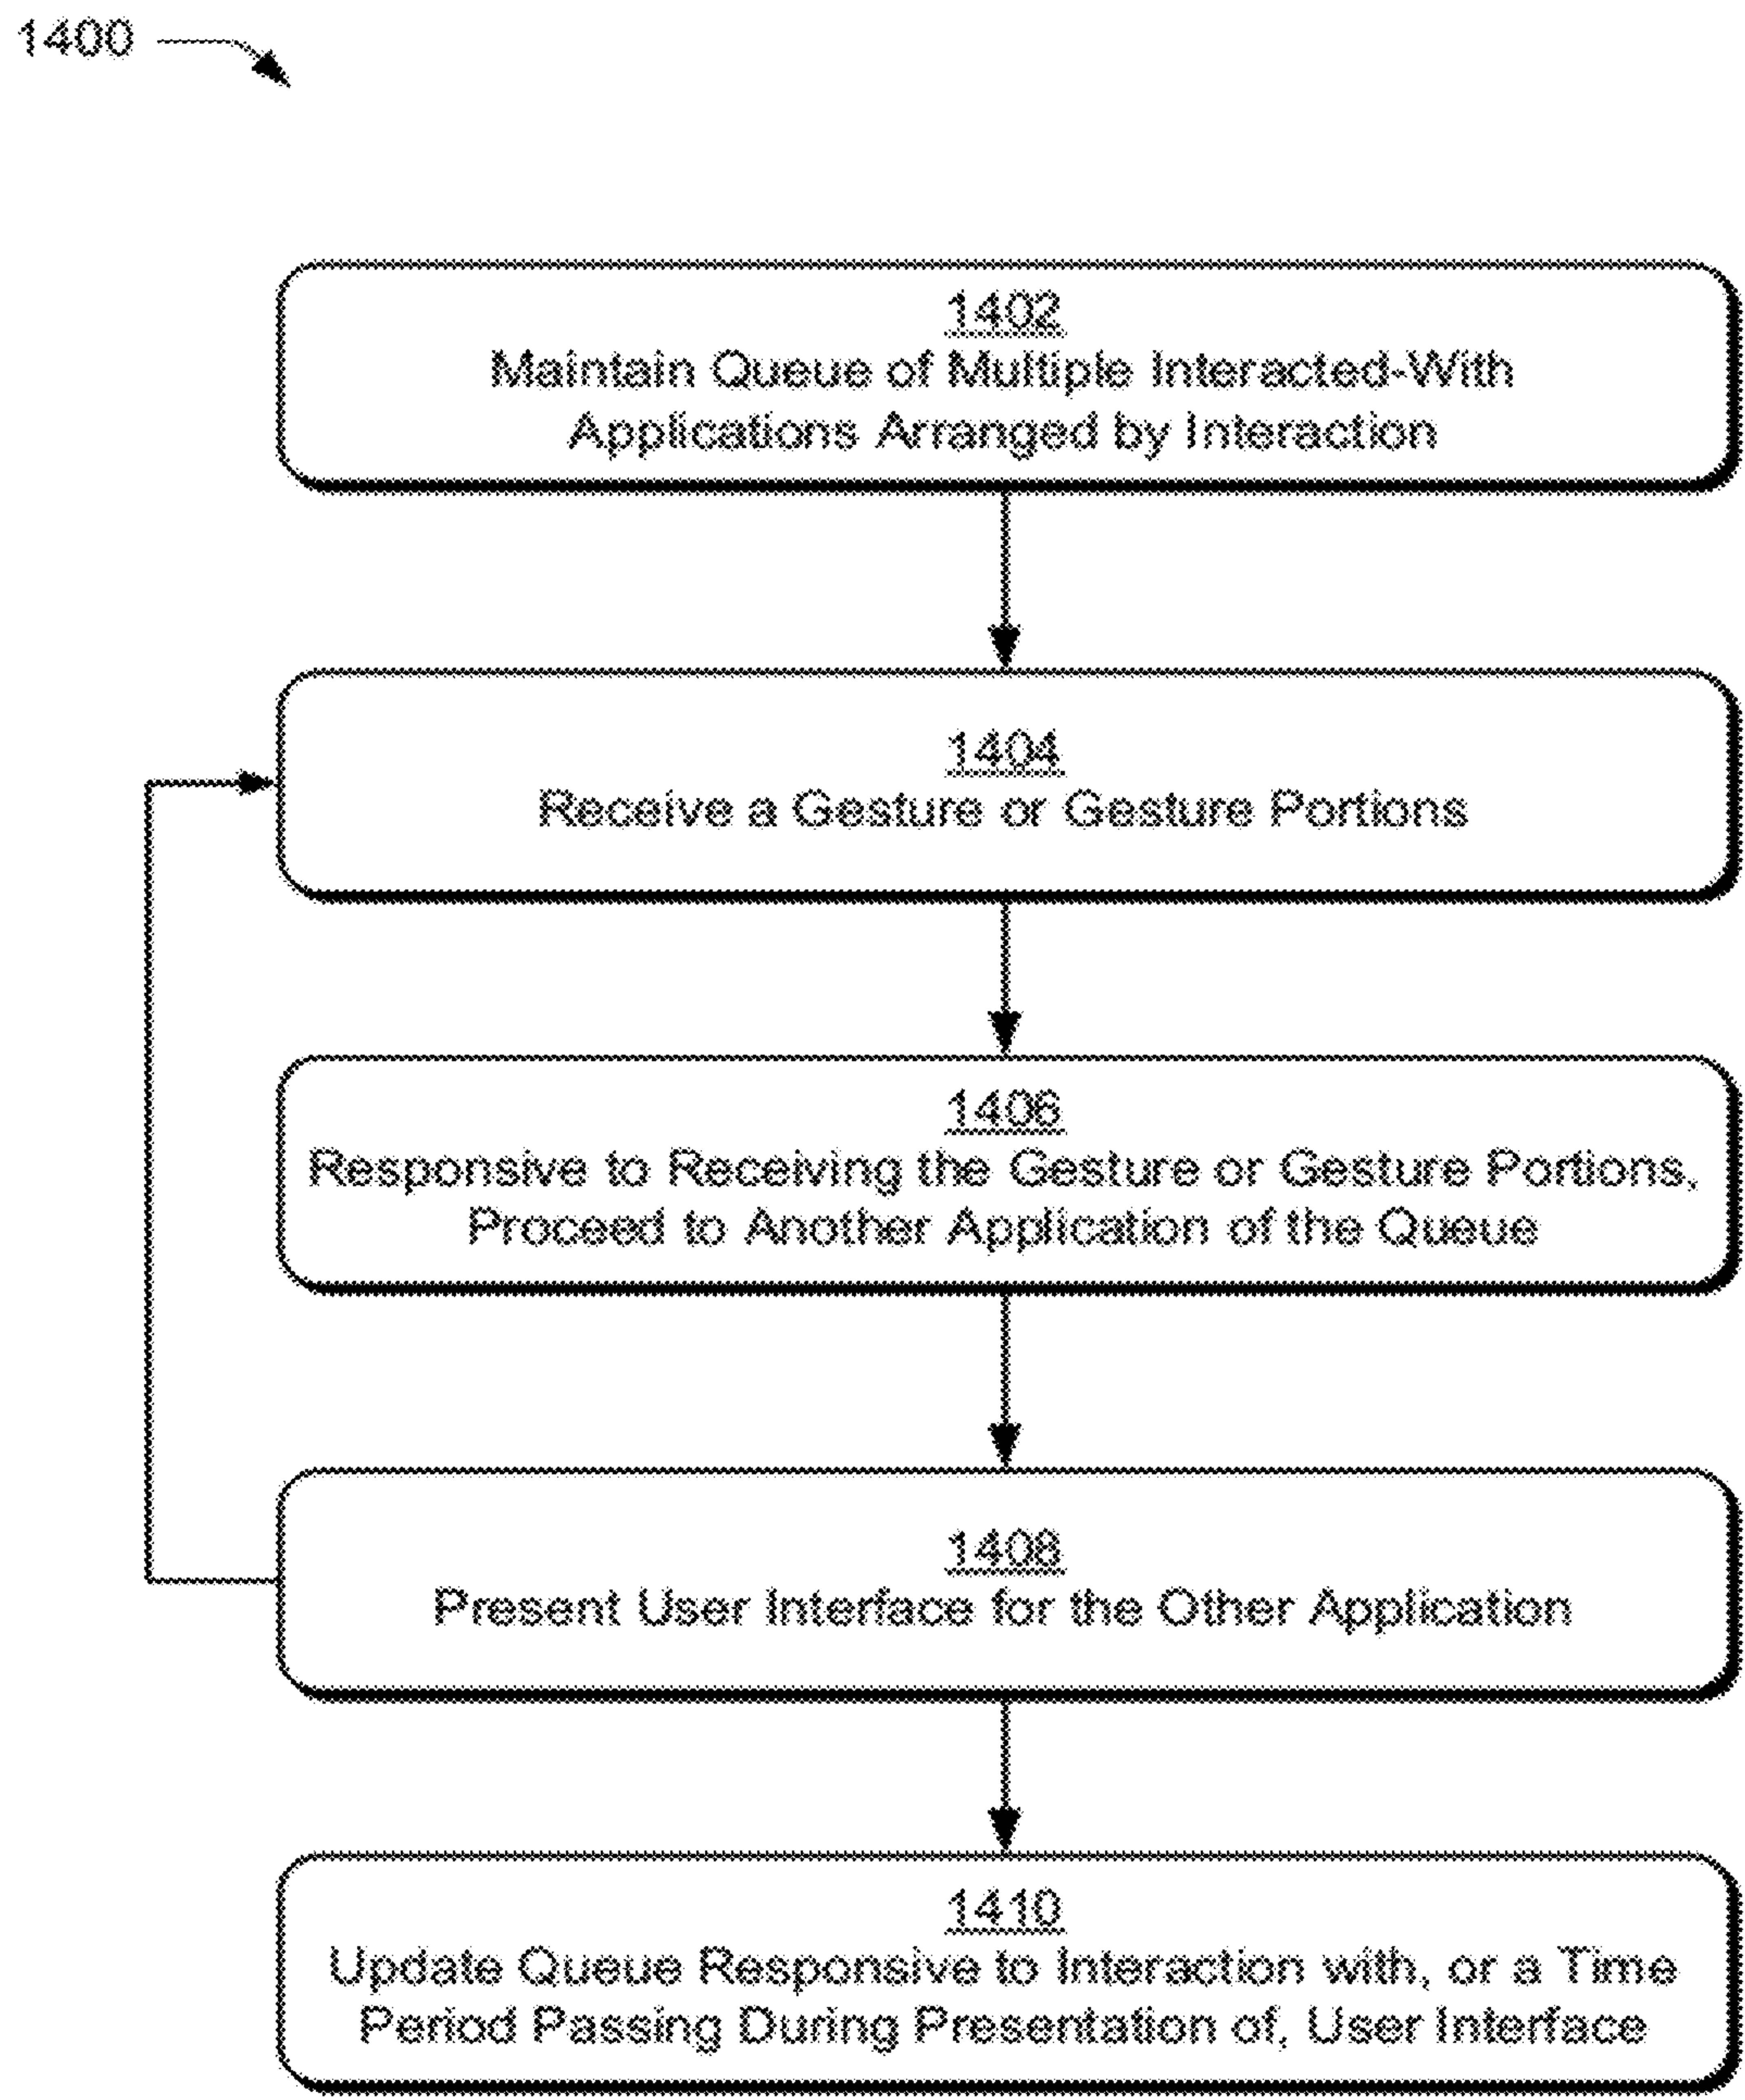 1400
1402
Maintain Queue of Multiple Interacted-With
Applications Arranged by Interaction
1404
Receive a Gesture or Gesture Portions
1406
Responsive to Receiving the Gesture or Gesture Portions,
Proceed to Another Application of the Queue
1408
Present User Interface for the Other Application
1410
Update Queue Responsive to Interaction with, or a Time
Period Passing During Presentation of, User Interface